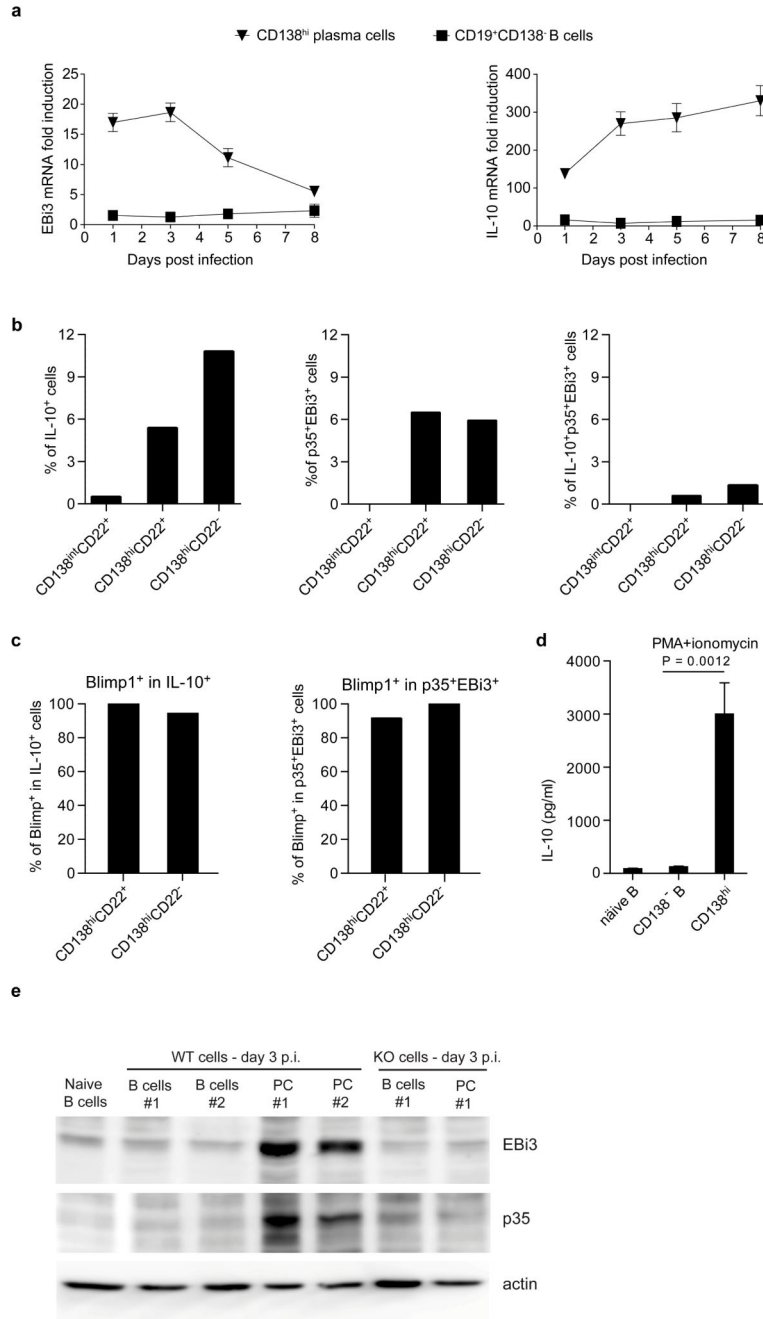 a
CD138hi plasma cells
CD19+CD138- B cells
EBi3 mRNA fold induction
25
20
15
10
5
0
0 1 2 3 4 5 6 7 8
Days post infection
IL-10 mRNA fold induction
400
300
200
100
0
0 1 2 3 4 5 6 7 8
Days post infection
b
% of IL-10+ cells
12
9
6
3
0
CD138intCD22+
CD138hiCD22+
CD138hiCD22-
%of p35+EBi3+ cells
12
9
6
3
0
CD138intCD22+
CD138hiCD22+
CD138hiCD22-
% of IL-10+p35+EBi3+ cells
12
9
6
3
0
CD138intCD22+
CD138hiCD22+
CD138hiCD22-
c
Blimp1+ in IL-10+
% of Blimp+ in IL-10+ cells
100
80
60
40
20
0
CD138hiCD22+
CD138hiCD22-
Blimp1+ in p35+EBi3+
% of Blimp+ in p35+EBi3+ cells
100
80
60
40
20
0
CD138hiCD22+
CD138hiCD22-
d
PMA+ionomycin
P = 0.0012
IL-10 (pg/ml)
4000
3000
2000
1000
0
näive B
CD138- B
CD138hi
e
WT cells - day 3 p.i.
KO cells - day 3 p.i.
Naive B cells
B cells #1
B cells #2
PC #1
PC #2
B cells #1
PC #1
EBi3
p35
actin